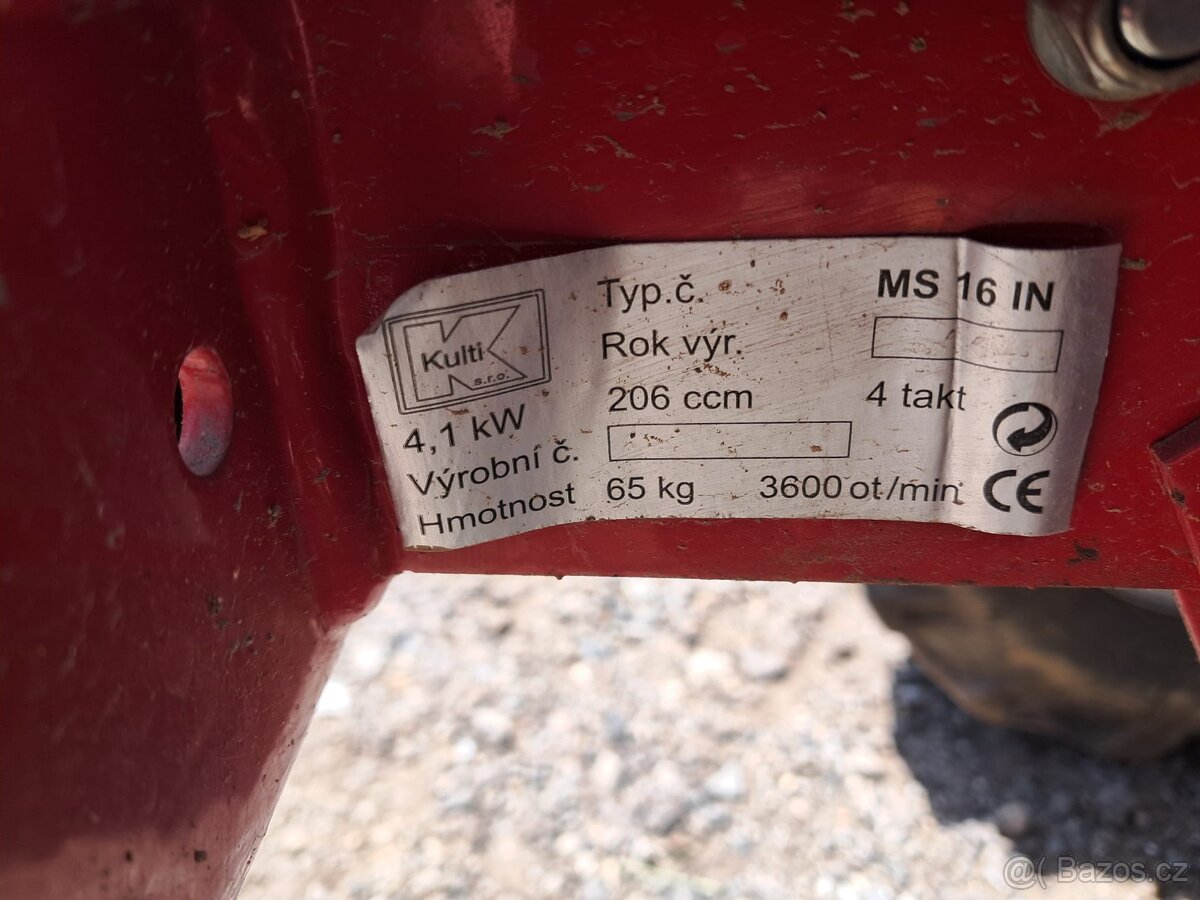 Kulti
s.r.o.
Typ.č. MS 16 IN
Rok výr.
4,1 kW 206 ccm 4 takt
Výrobní č.
Hmotnost 65 kg 3600 ot/min
CE
@( Bazos.cz